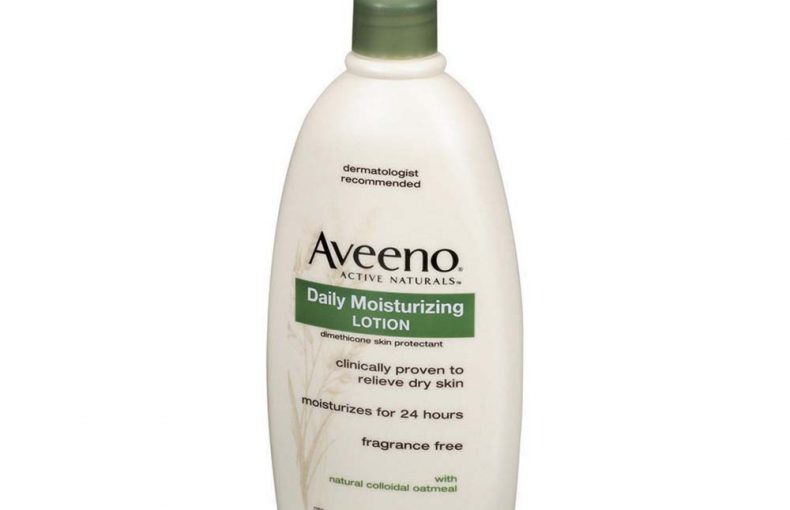 dermatologist
recommended
Aveeno®
ACTIVE NATURALS™
Daily Moisturizing
LOTION
dimethicone skin protectant
clinically proven to
relieve dry skin
moisturizes for 24 hours
fragrance free
with
natural colloidal oatmeal